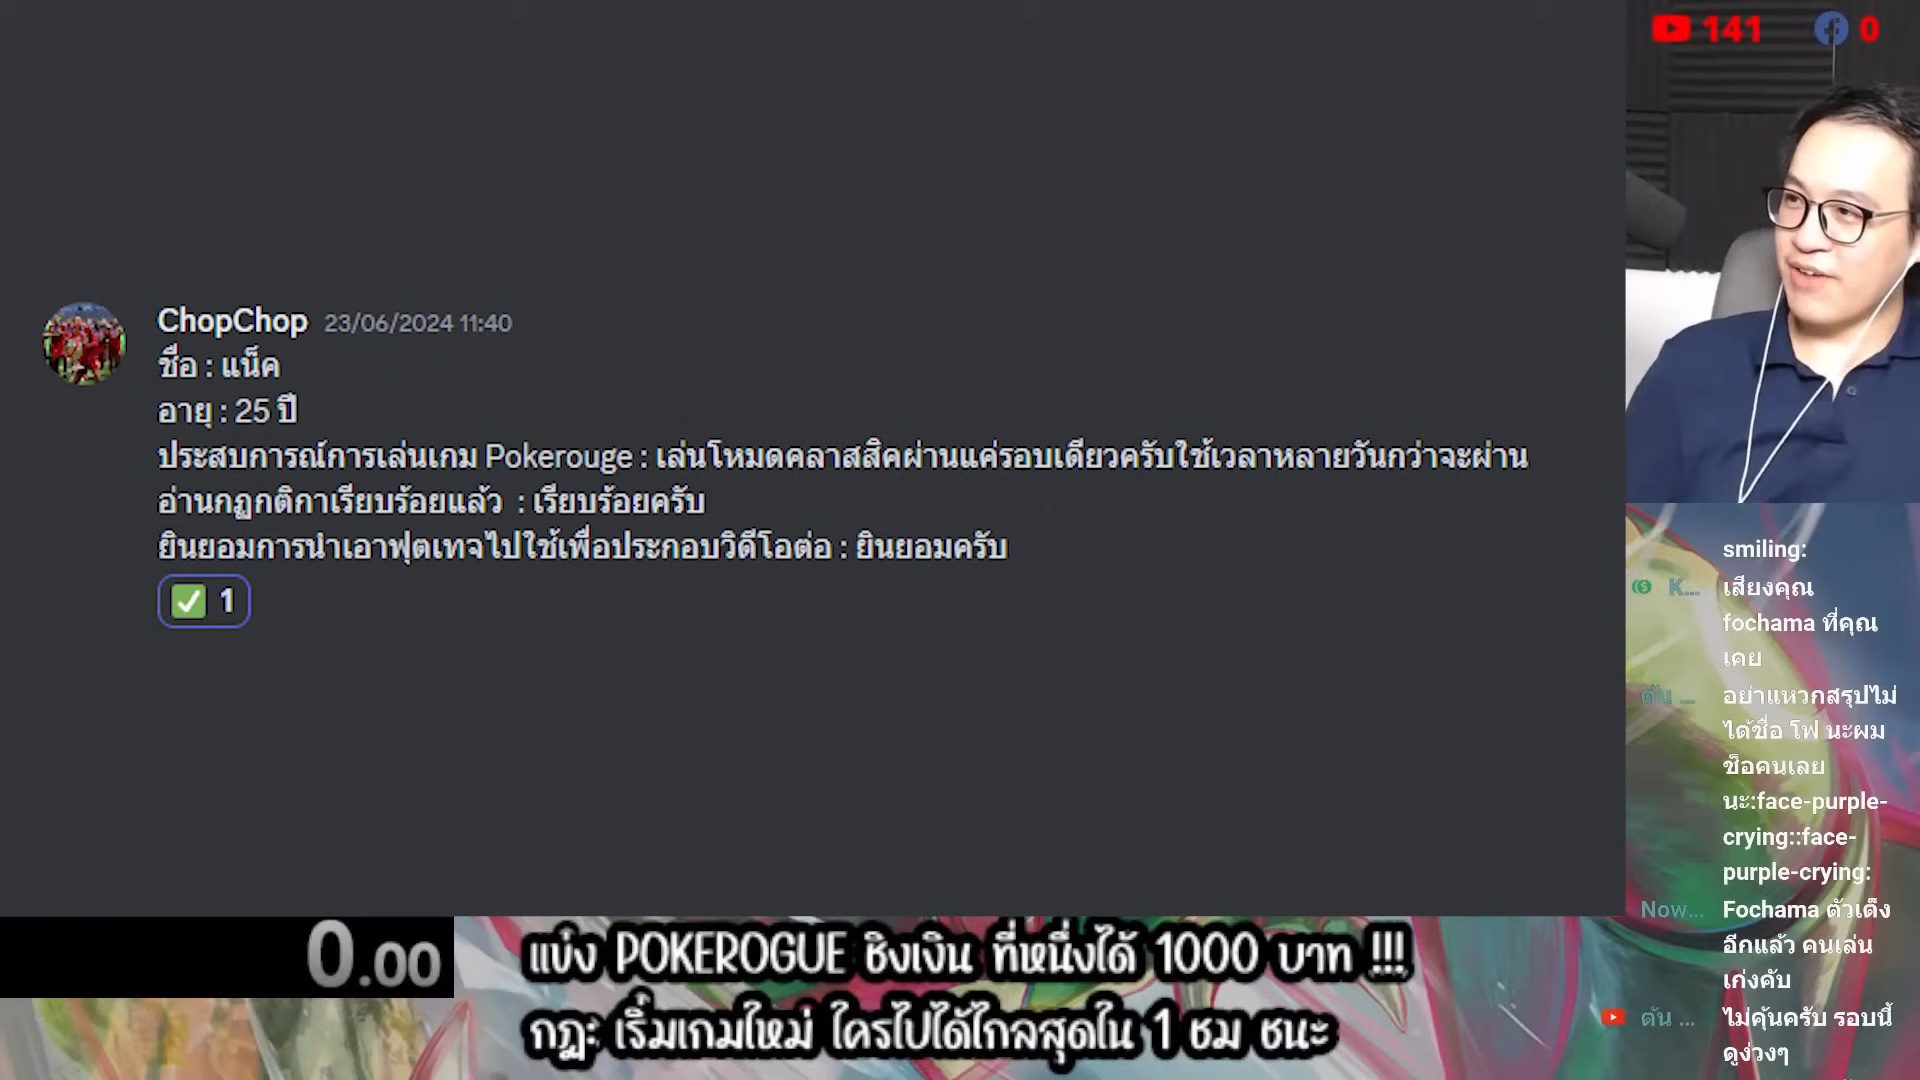 141
0
ChopChop 23/06/2024 11:40
ชื่อ : แน็ค
อายุ : 25 ปี
ประสบการณ์การเล่นเกม Pokerouge : เล่นโหมดคลาสสิคผ่านแค่รอบเดียวครับใช้เวลาหลายวันกว่าจะผ่าน
อ่านกฏกติกาเรียบร้อยแล้ว : เรียบร้อยครับ
ยินยอมการนำเอาฟุตเทจไปใช้เพื่อประกอบวิดีโอต่อ : ยินยอมครับ
1
smiling:
K... เสียงคุณ
fochama ที่คุณ
เคย
ต้น ... อย่าแหวกสรุปไม่
ได้ชื่อ โฟ นะผม
ช็อคนเลย
นะ:face-purple-
crying::face-
purple-crying:
Now... Fochama ตัวเต็ง
อีกแล้ว คนเล่น
เก่งคับ
ต้น ... ไม่คุ้นครับ รอบนี้
ดูง่วงๆ
0.00
แข่ง POKEROGUE ชิงเงิน ที่หนึ่งได้ 1000 บาท !!!
กฏ: เริ่มเกมใหม่ ใครไปได้ไกลสุดใน 1 ชม ชนะ